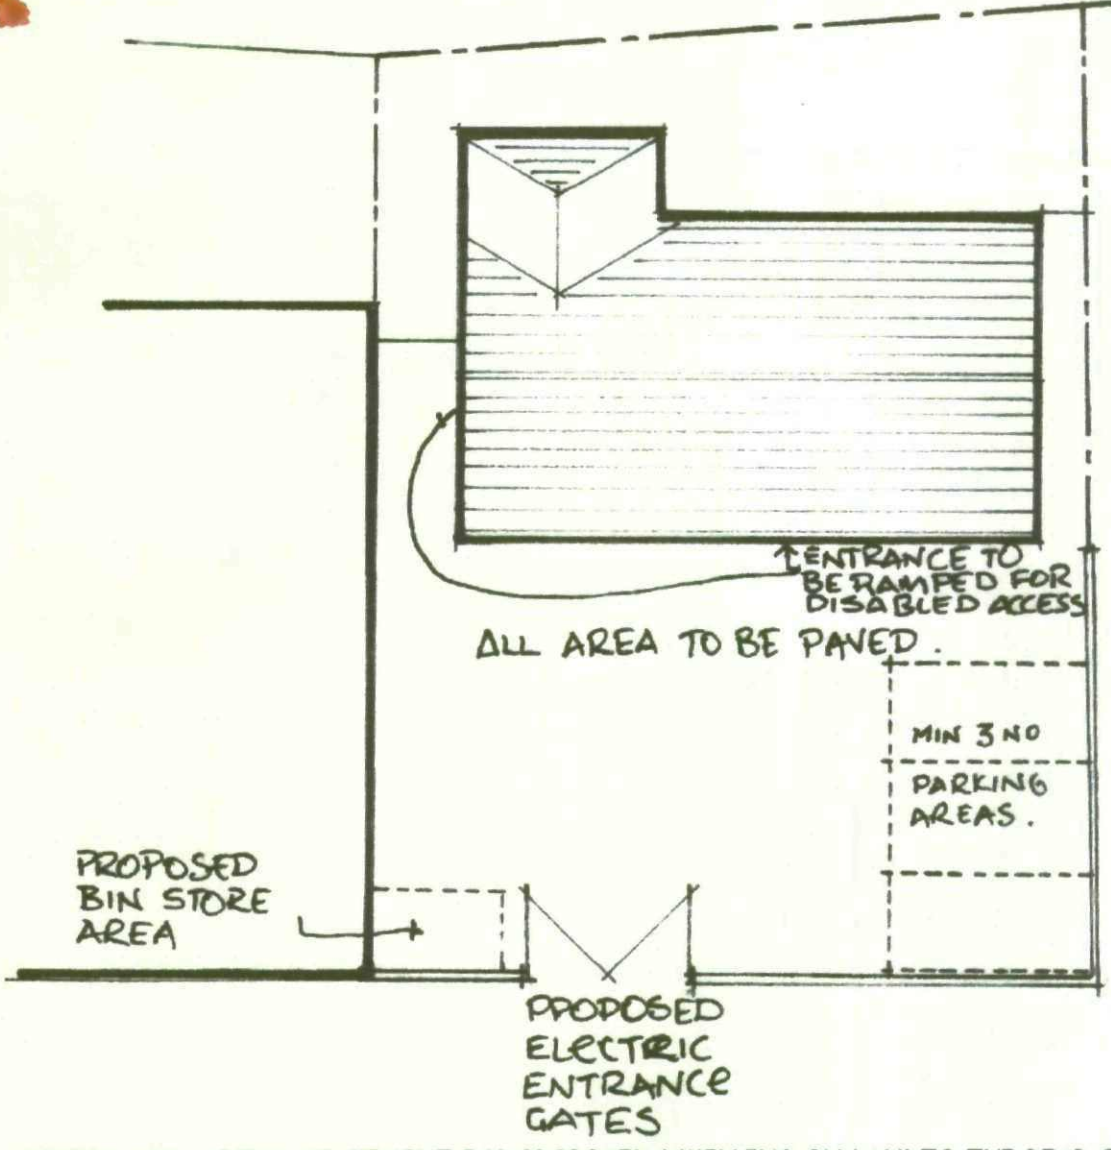 ENTRANCE TO
BE RAMPED FOR
DISABLED ACCESS
ALL AREA TO BE PAVED.
MIN 3 NO
PARKING
AREAS.
PROPOSED
BIN STORE
AREA
PROPOSED
ELECTRIC
ENTRANCE
GATES